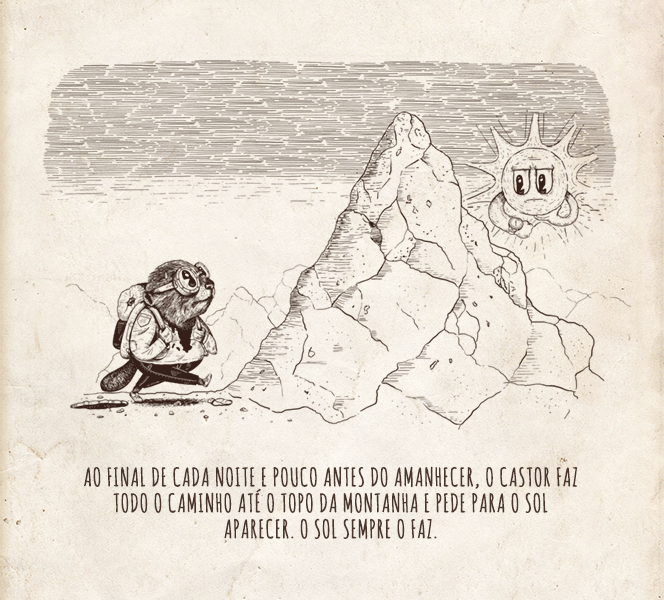 AO FINAL DE CADA NOITE E POUCO ANTES DO AMANHECER, O CASTOR FAZ
TODO O CAMINHO ATÉ O TOPO DA MONTANHA E PEDE PARA O SOL
APARECER. O SOL SEMPRE O FAZ.